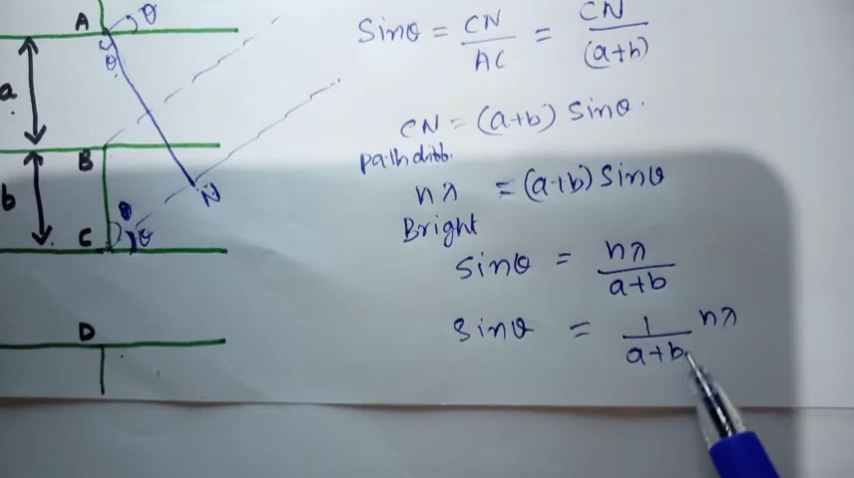 A θ
θ
a
B
b
N
C θ θ
D
Sinθ = CN/AC = CN/(a+b)
CN = (a+b) Sinθ.
path diff.
nλ = (a+b) Sinθ
Bright
Sinθ = nλ/a+b
Sinθ = 1/a+b nλ